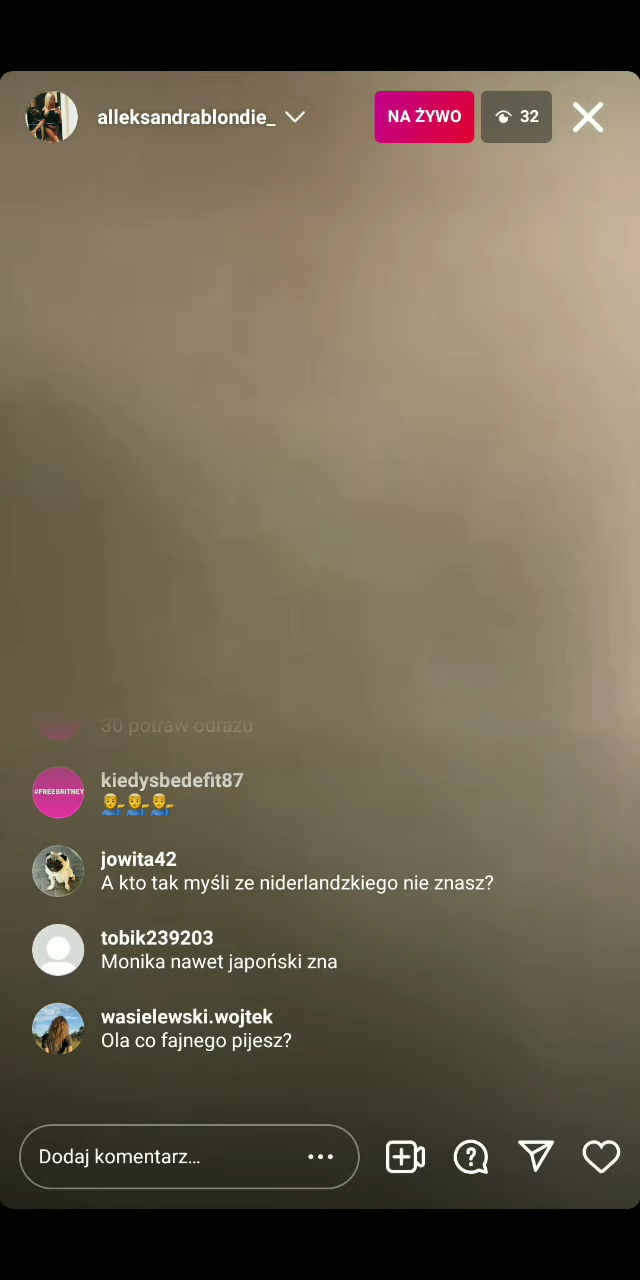 alleksandrablondie_
NA ŻYWO
32
30 potraw odrazu
kiedysbedefit87
#FREEBRITNEY
jowita42
A kto tak myśli ze niderlandzkiego nie znasz?
tobik239203
Monika nawet japoński zna
wasielewski.wojtek
Ola co fajnego pijesz?
Dodaj komentarz...